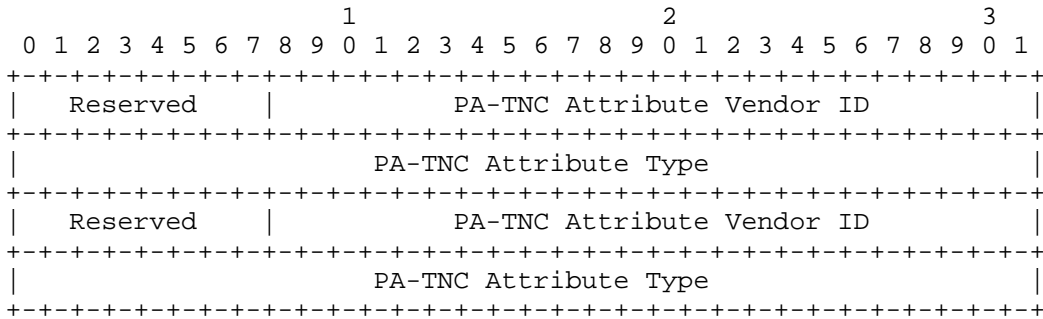 1                   2                   3
 0 1 2 3 4 5 6 7 8 9 0 1 2 3 4 5 6 7 8 9 0 1 2 3 4 5 6 7 8 9 0 1
+-+-+-+-+-+-+-+-+-+-+-+-+-+-+-+-+-+-+-+-+-+-+-+-+-+-+-+-+-+-+-+-+
|   Reserved    |           PA-TNC Attribute Vendor ID          |
+-+-+-+-+-+-+-+-+-+-+-+-+-+-+-+-+-+-+-+-+-+-+-+-+-+-+-+-+-+-+-+-+
|                      PA-TNC Attribute Type                    |
+-+-+-+-+-+-+-+-+-+-+-+-+-+-+-+-+-+-+-+-+-+-+-+-+-+-+-+-+-+-+-+-+
|   Reserved    |           PA-TNC Attribute Vendor ID          |
+-+-+-+-+-+-+-+-+-+-+-+-+-+-+-+-+-+-+-+-+-+-+-+-+-+-+-+-+-+-+-+-+
|                      PA-TNC Attribute Type                    |
+-+-+-+-+-+-+-+-+-+-+-+-+-+-+-+-+-+-+-+-+-+-+-+-+-+-+-+-+-+-+-+-+